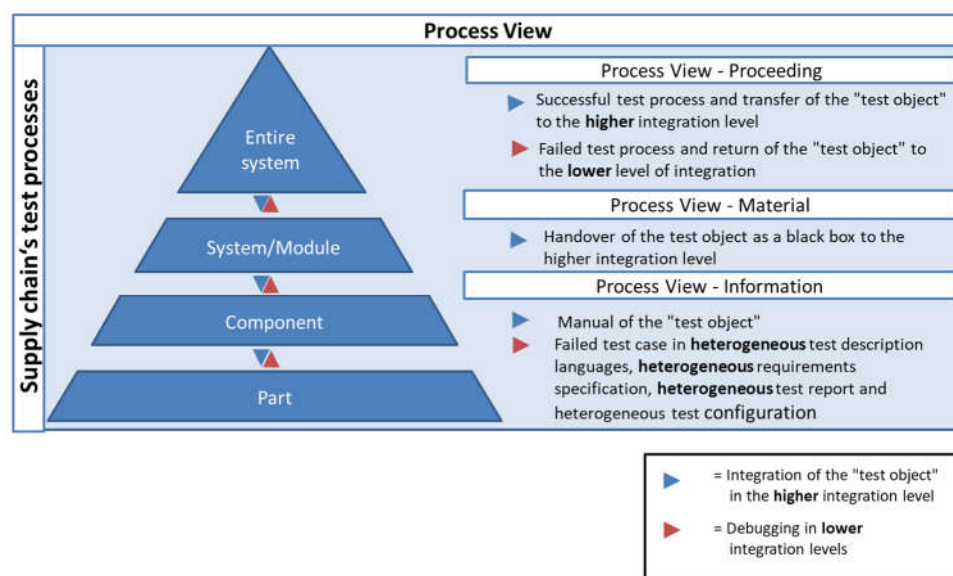 Process View
Supply chain's test processes
Entire
system
System/Module
Component
Part
Process View - Proceeding
Successful test process and transfer of the "test object"
to the higher integration level
Failed test process and return of the "test object" to
the lower level of integration
Process View - Material
Handover of the test object as a black box to the
higher integration level
Process View - Information
Manual of the "test object"
Failed test case in heterogeneous test description
languages, heterogeneous requirements
specification, heterogeneous test report and
heterogeneous test configuration
= Integration of the "test object"
in the higher integration level
= Debugging in lower
integration levels